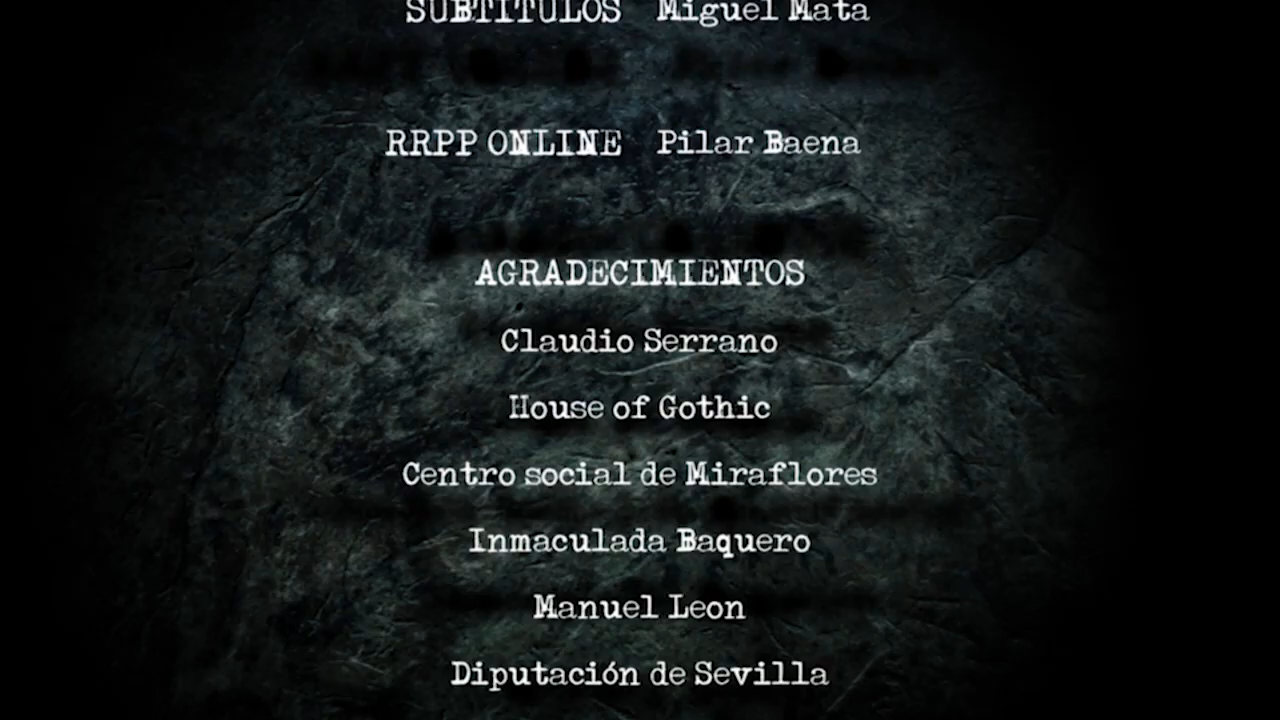 SUBTITULOS Miguel Mata
RRPP ONLINE Pilar Baena
AGRADECIMIENTOS
Claudio Serrano
House of Gothic
Centro social de Miraflores
Inmaculada Baquero
Manuel Leon
Diputación de Sevilla